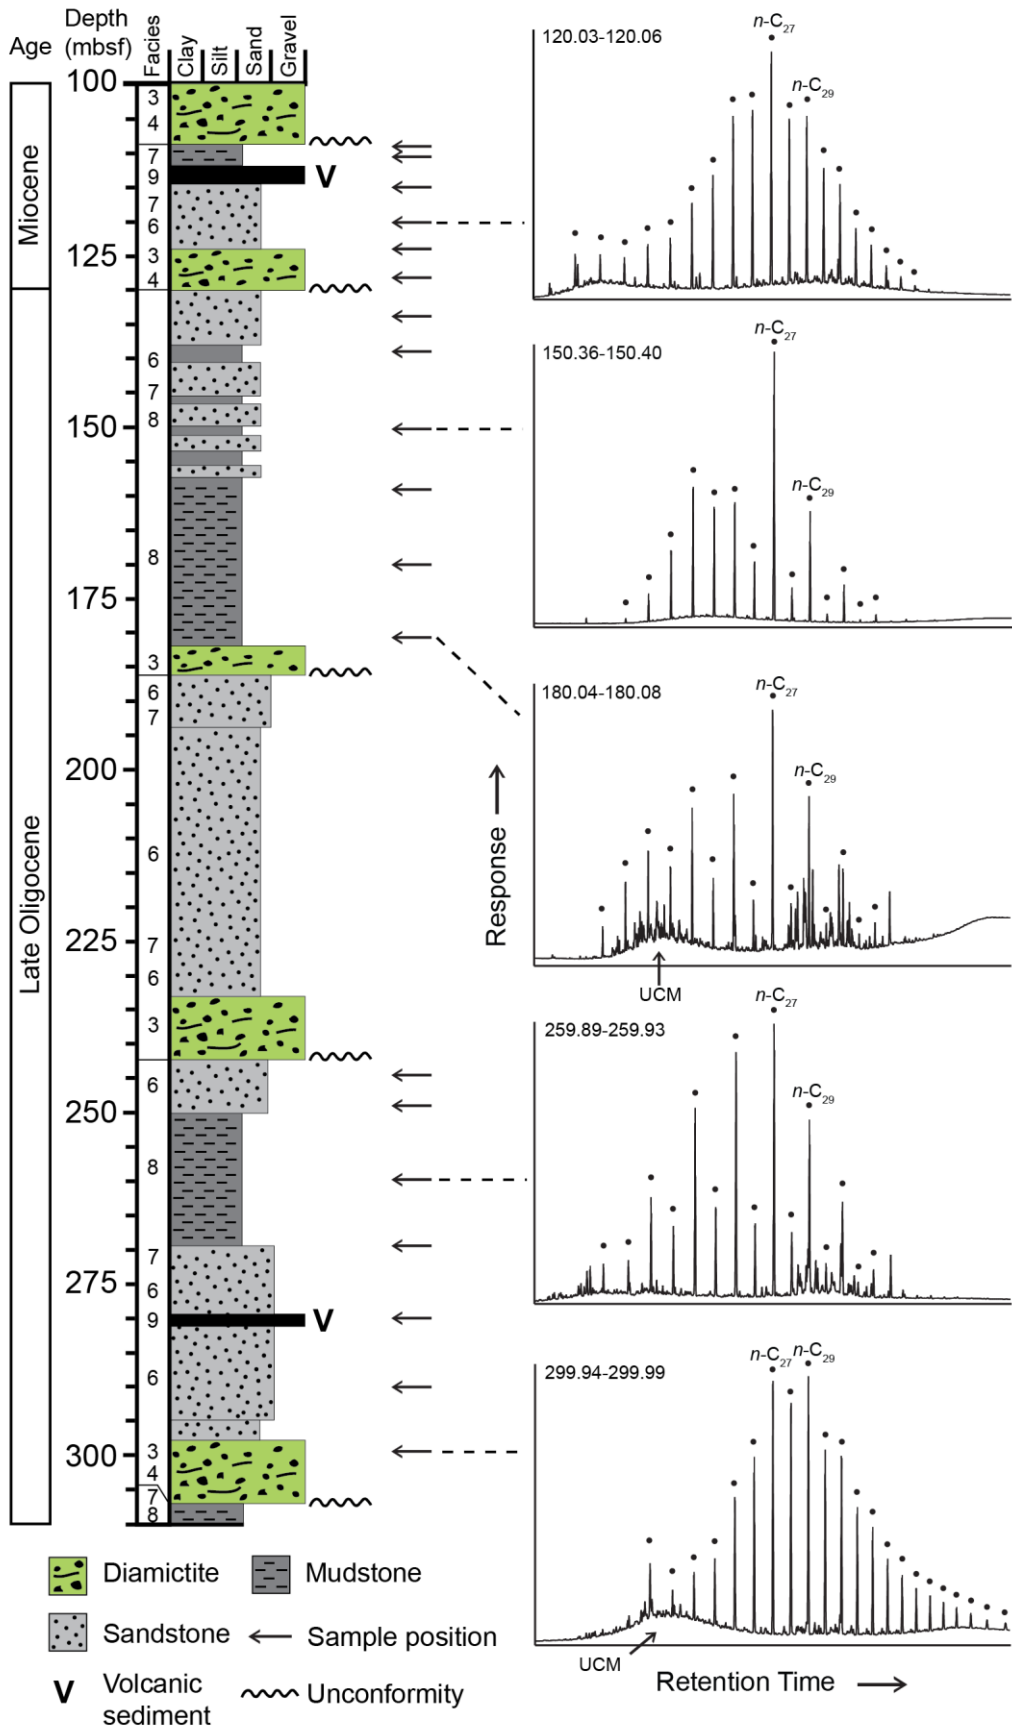 Age
Depth
(mbsf)
Facies
Clay
Silt
Sand
Gravel
Miocene
Late Oligocene
100
125
150
175
200
225
250
275
300
3
4
7
9
7
6
3
4
6
7
8
8
3
6
7
6
7
6
3
6
8
7
6
9
6
3
4
7
8
V
V
120.03-120.06
n-C27
n-C29
150.36-150.40
n-C27
n-C29
180.04-180.08
n-C27
n-C29
UCM
259.89-259.93
n-C27
n-C29
299.94-299.99
n-C27 n-C29
UCM
Response
Retention Time
Diamictite
Mudstone
Sandstone
Sample position
V Volcanic
sediment
Unconformity